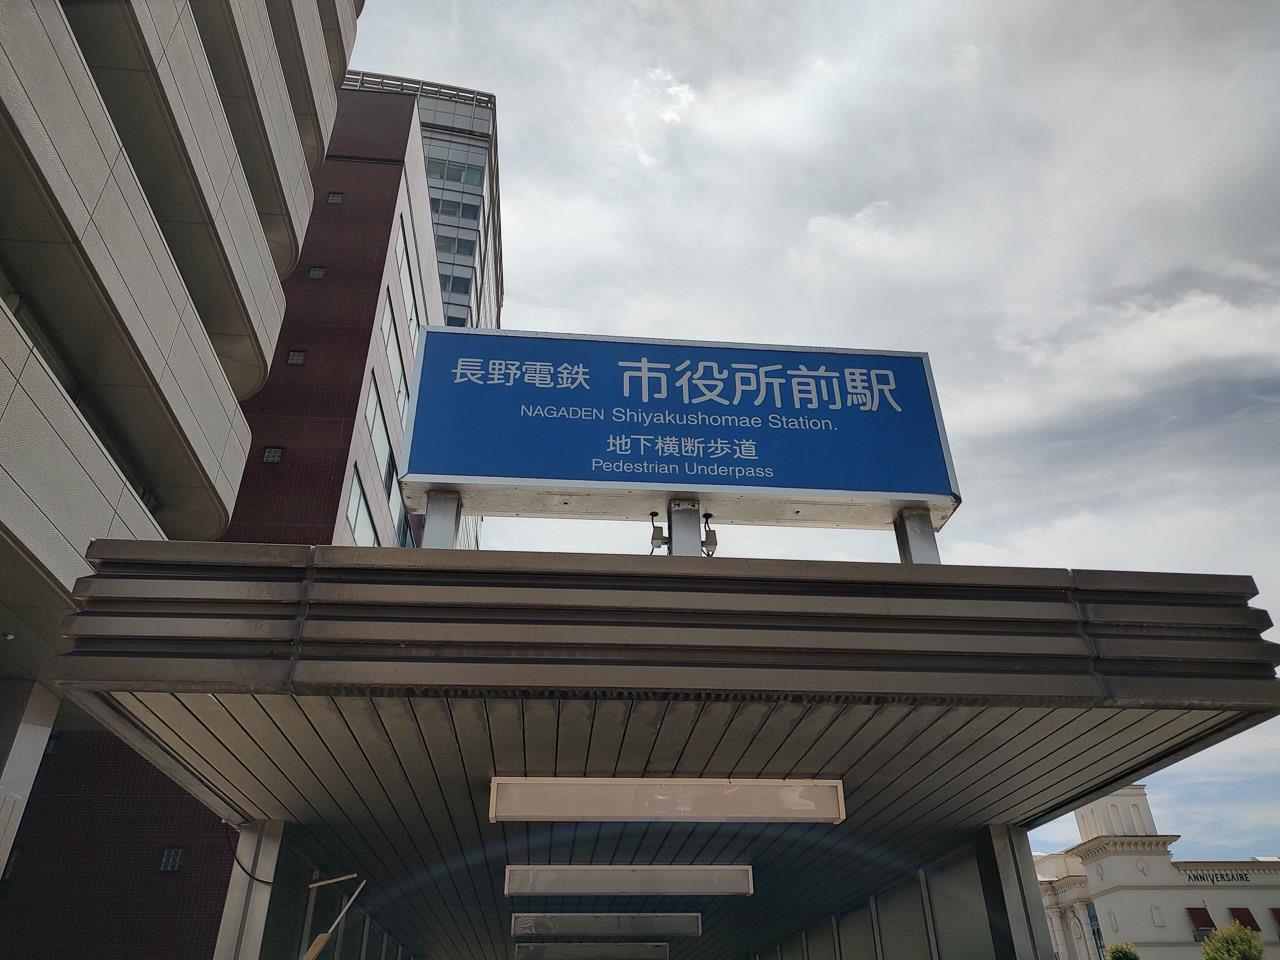 長野電鉄 市役所前駅
NAGADEN Shiyakushomae Station.
地下横断歩道
Pedestrian Underpass
ANNIVERSAIRE